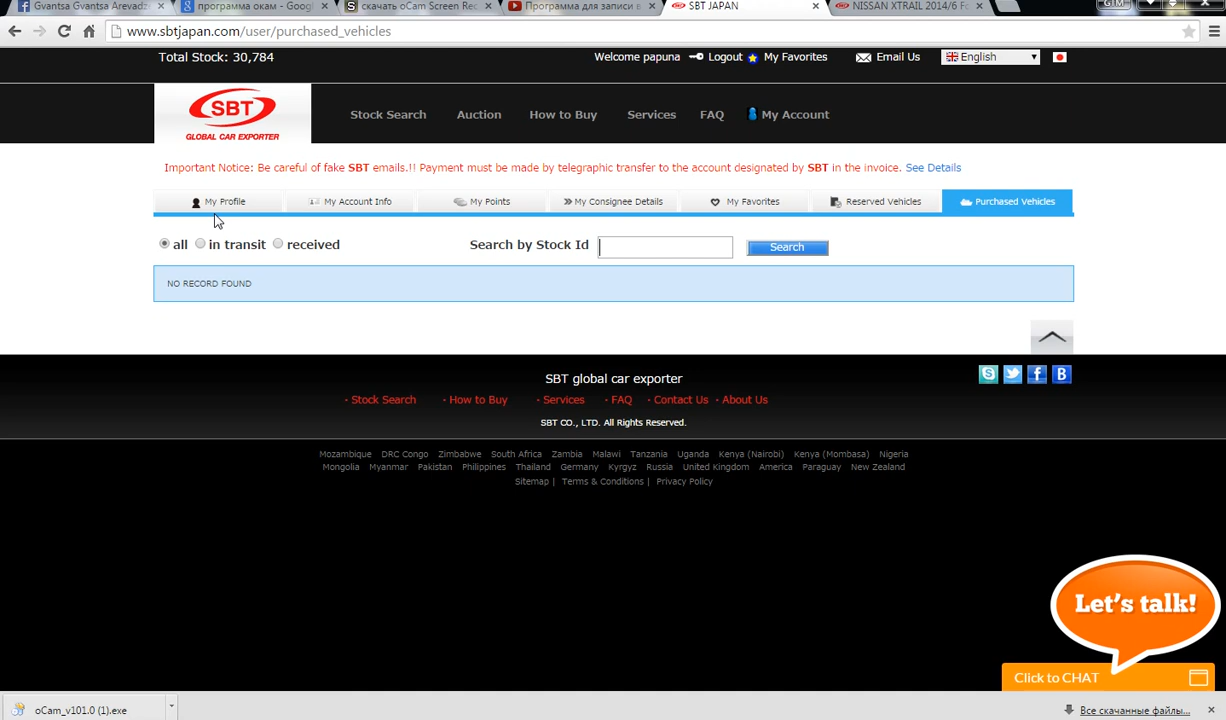 Gvantsa Gvantsa Arevadze
программа окам - Googl
скачать oCam Screen Rec
Программа для записи в
SBT JAPAN
NISSAN XTRAIL 2014/6 Fo
GTM
www.sbtjapan.com/user/purchased_vehicles
Total Stock: 30,784
Welcome papuna
Logout
My Favorites
Email Us
English
SBT
GLOBAL CAR EXPORTER
Stock Search
Auction
How to Buy
Services
FAQ
My Account
Important Notice: Be careful of fake SBT emails.!! Payment must be made by telegraphic transfer to the account designated by SBT in the invoice. See Details
My Profile
My Account Info
My Points
My Consignee Details
My Favorites
Reserved Vehicles
Purchased Vehicles
all in transit received
Search by Stock Id
Search
NO RECORD FOUND
SBT global car exporter
· Stock Search · How to Buy · Services · FAQ · Contact Us · About Us
SBT CO., LTD. All Rights Reserved.
Mozambique DRC Congo Zimbabwe South Africa Zambia Malawi Tanzania Uganda Kenya (Nairobi) Kenya (Mombasa) Nigeria
Mongolia Myanmar Pakistan Philippines Thailand Germany Kyrgyz Russia United Kingdom America Paraguay New Zealand
Sitemap | Terms & Conditions | Privacy Policy
Let's talk!
Click to CHAT
oCam_v101.0 (1).exe
Все скачанные файлы...